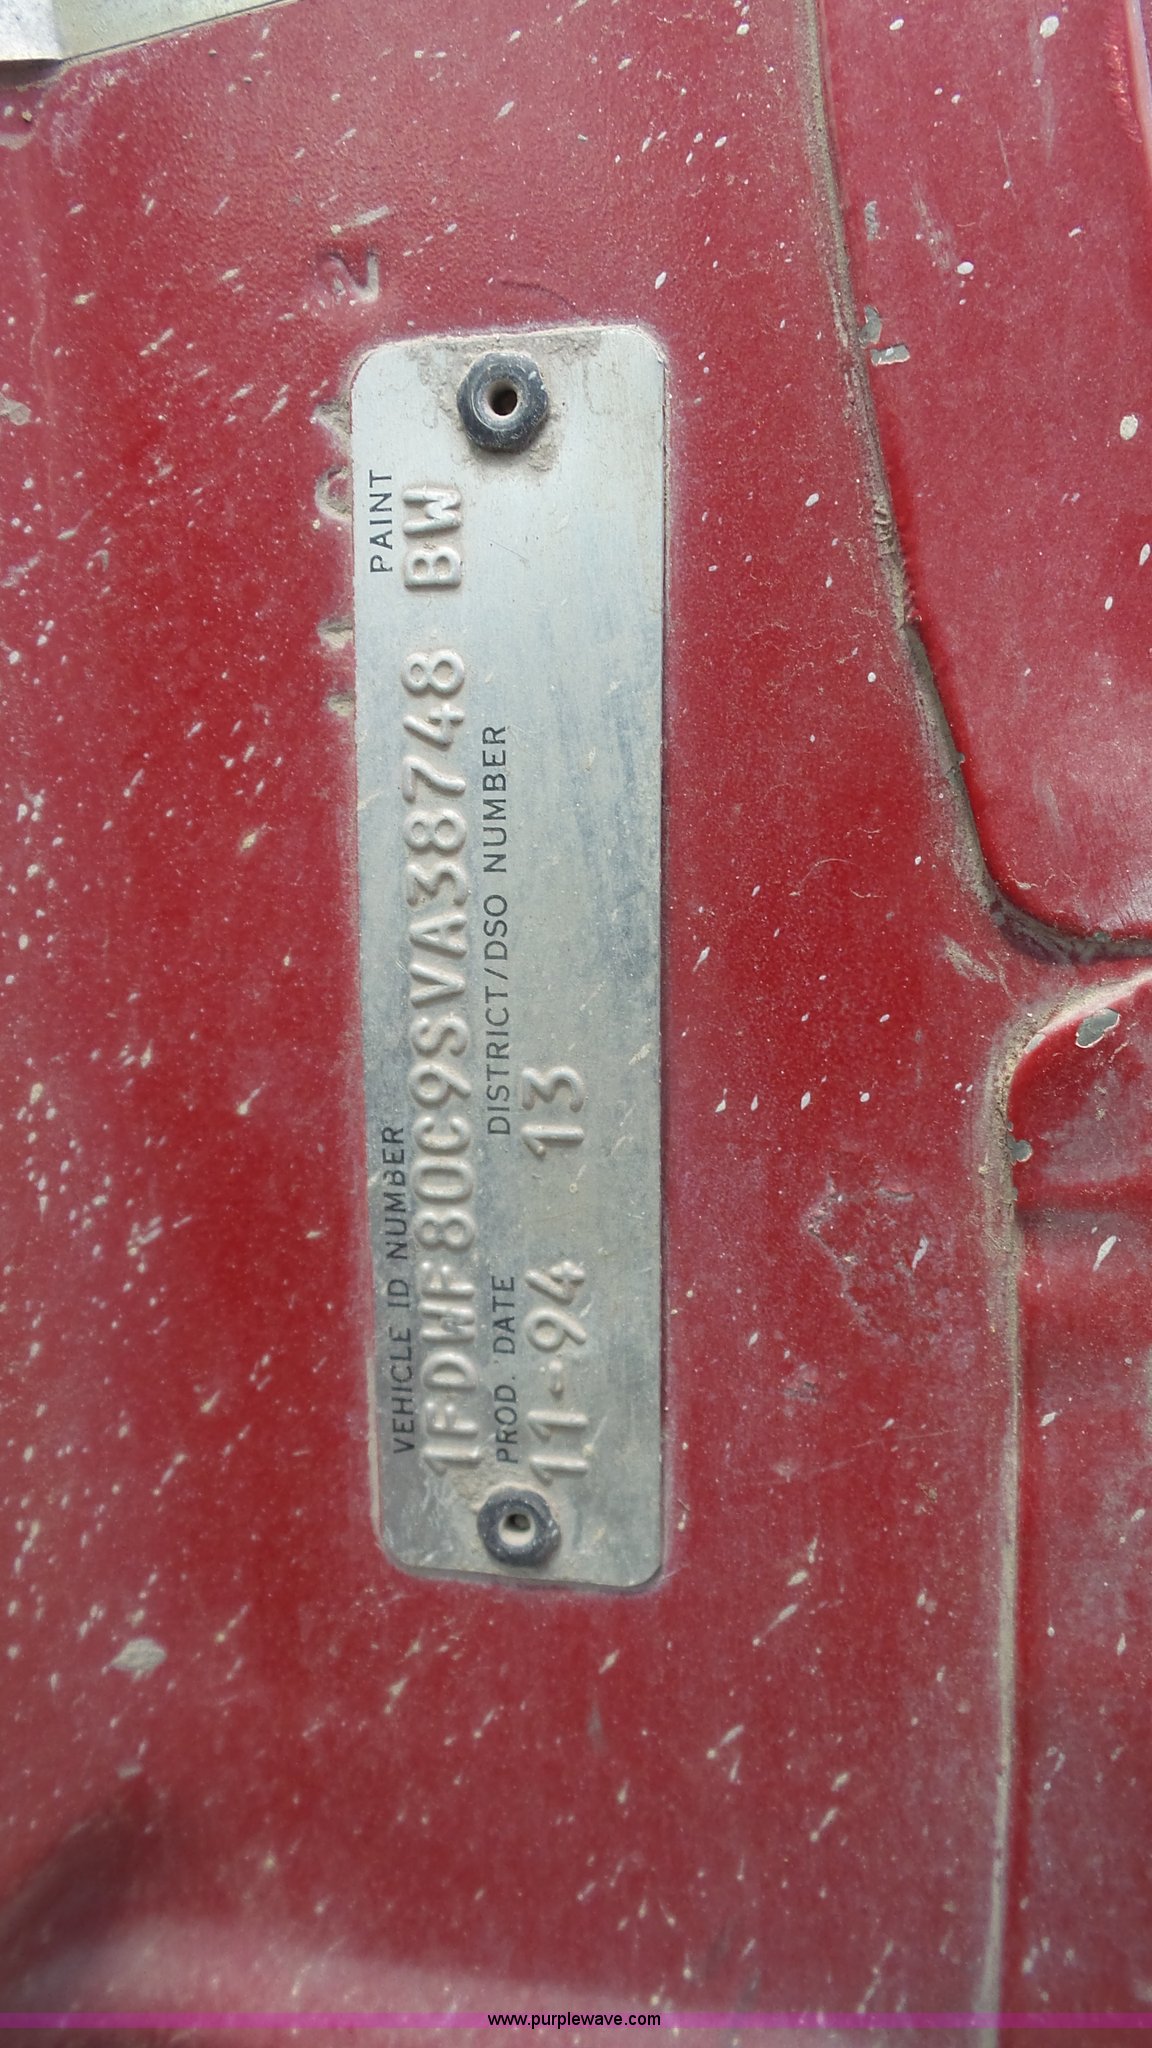 VEHICLE ID NUMBER PAINT
1FDWF80C9SVA38748 BW
PROD. DATE DISTRICT/DSO NUMBER
11-94 13
www.purplewave.com